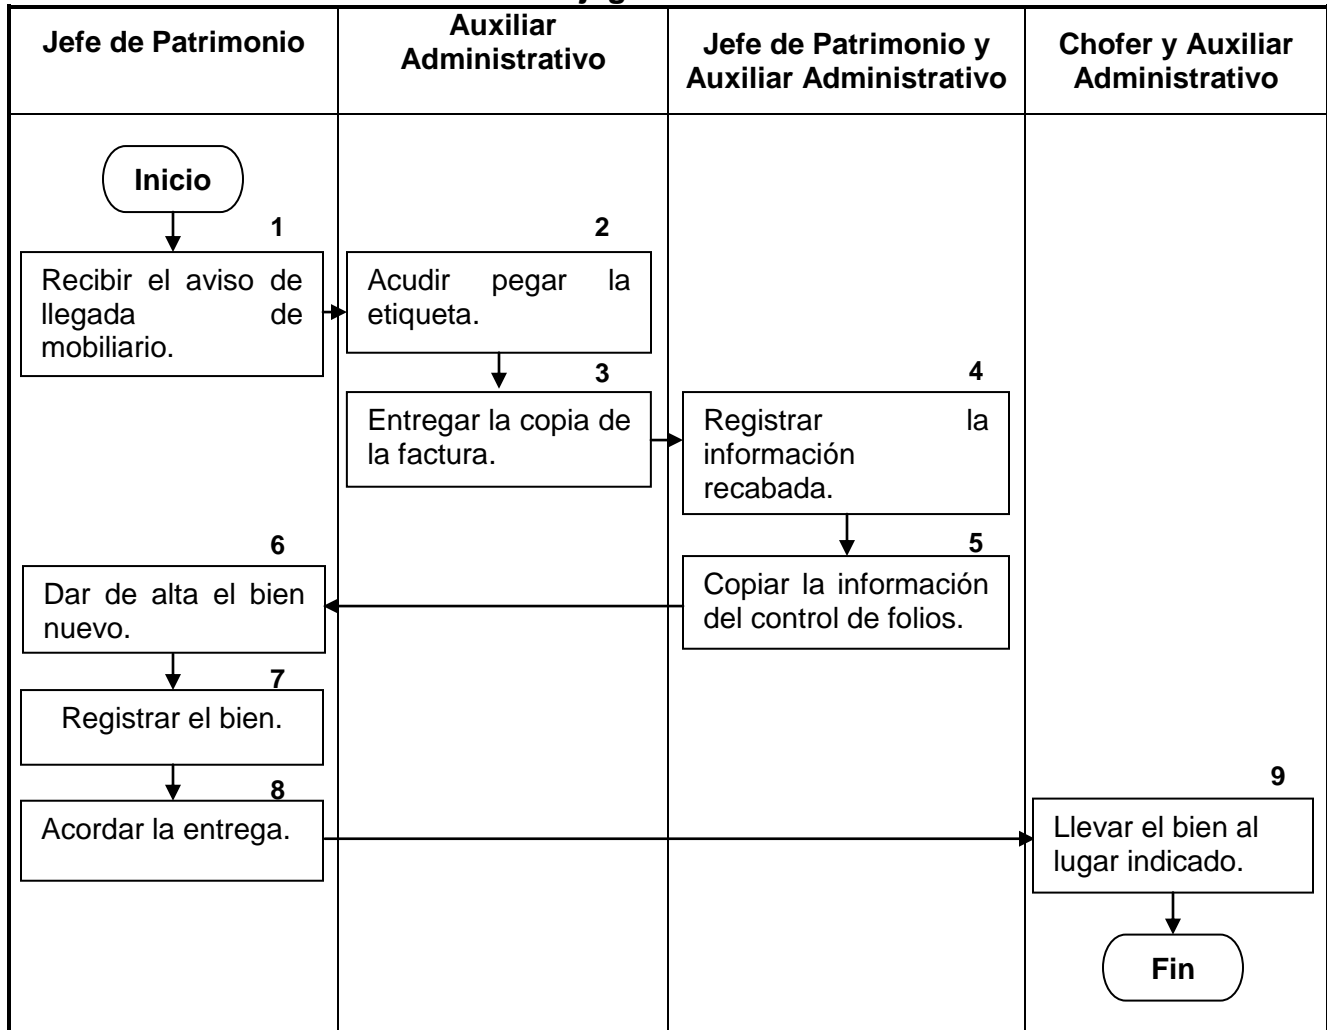 Jefe de Patrimonio
Auxiliar
Administrativo
Jefe de Patrimonio y
Auxiliar Administrativo
Chofer y Auxiliar
Administrativo
Inicio
1
Recibir el aviso de
llegada de
mobiliario.
2
Acudir pegar la
etiqueta.
3
Entregar la copia de
la factura.
4
Registrar la
información
recabada.
5
Copiar la información
del control de folios.
6
Dar de alta el bien
nuevo.
7
Registrar el bien.
8
Acordar la entrega.
9
Llevar el bien al
lugar indicado.
Fin